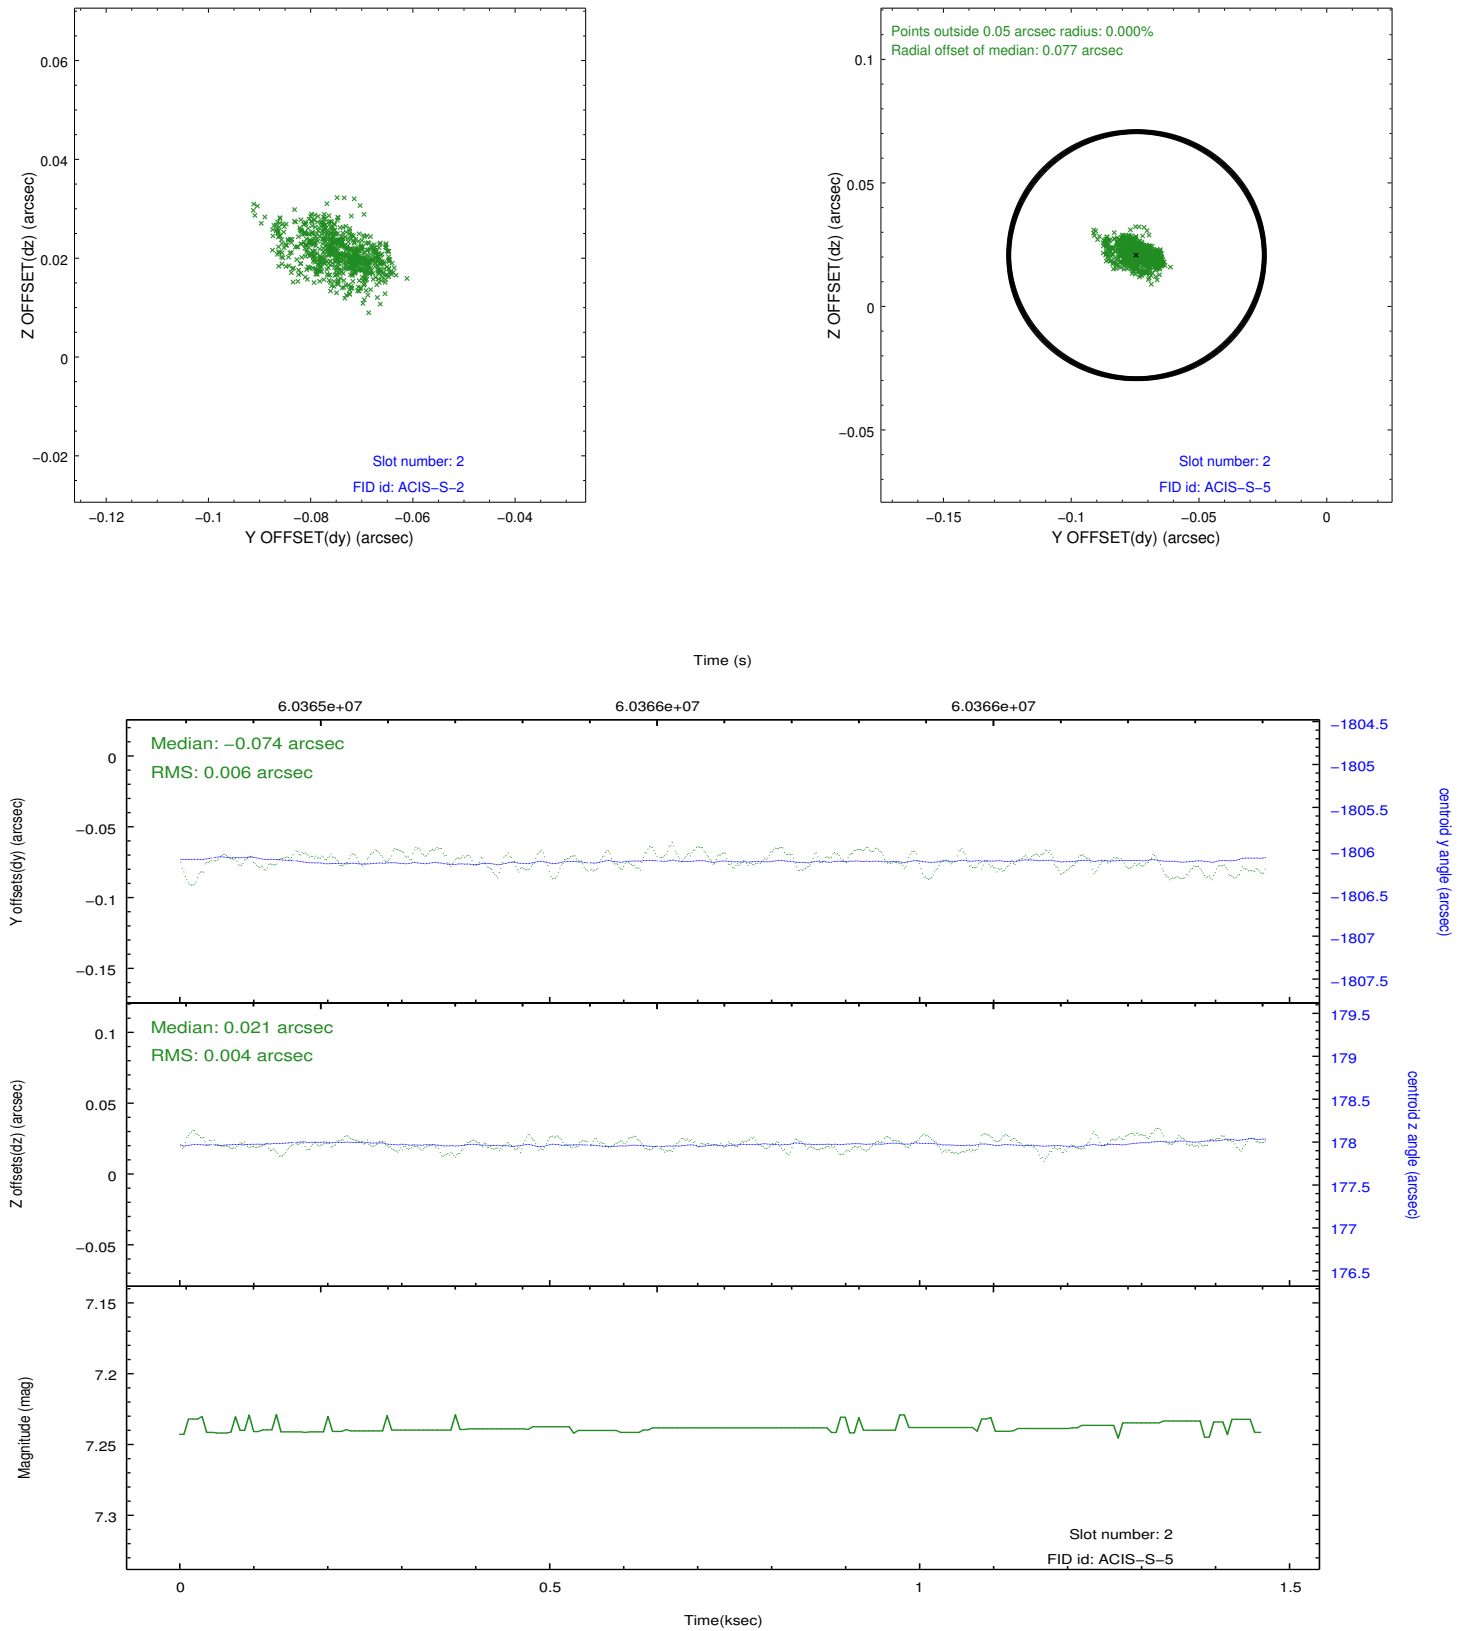 0.06
0.04
0.02
0
−0.02
Z OFFSET(dz) (arcsec)
Slot number: 2
FID id: ACIS−S−2
−0.12 −0.1 −0.08 −0.06 −0.04
Y OFFSET(dy) (arcsec)
Points outside 0.05 arcsec radius: 0.000%
Radial offset of median: 0.077 arcsec
0.1
0.05
0
−0.05
Z OFFSET(dz) (arcsec)
Slot number: 2
FID id: ACIS−S−5
−0.15 −0.1 −0.05 0
Y OFFSET(dy) (arcsec)
Time (s)
6.0365e+07 6.0366e+07 6.0366e+07
Median: −0.074 arcsec
RMS: 0.006 arcsec
0
−0.05
−0.1
−0.15
Y offsets(dy) (arcsec)
−1804.5
−1805
−1805.5
−1806
−1806.5
−1807
−1807.5
centroid y angle (arcsec)
Median: 0.021 arcsec
RMS: 0.004 arcsec
0.1
0.05
0
−0.05
Z offsets(dz) (arcsec)
179.5
179
178.5
178
177.5
177
176.5
centroid z angle (arcsec)
7.15
7.2
7.25
7.3
Magnitude (mag)
Slot number: 2
FID id: ACIS−S−5
0 0.5 1 1.5
Time(ksec)